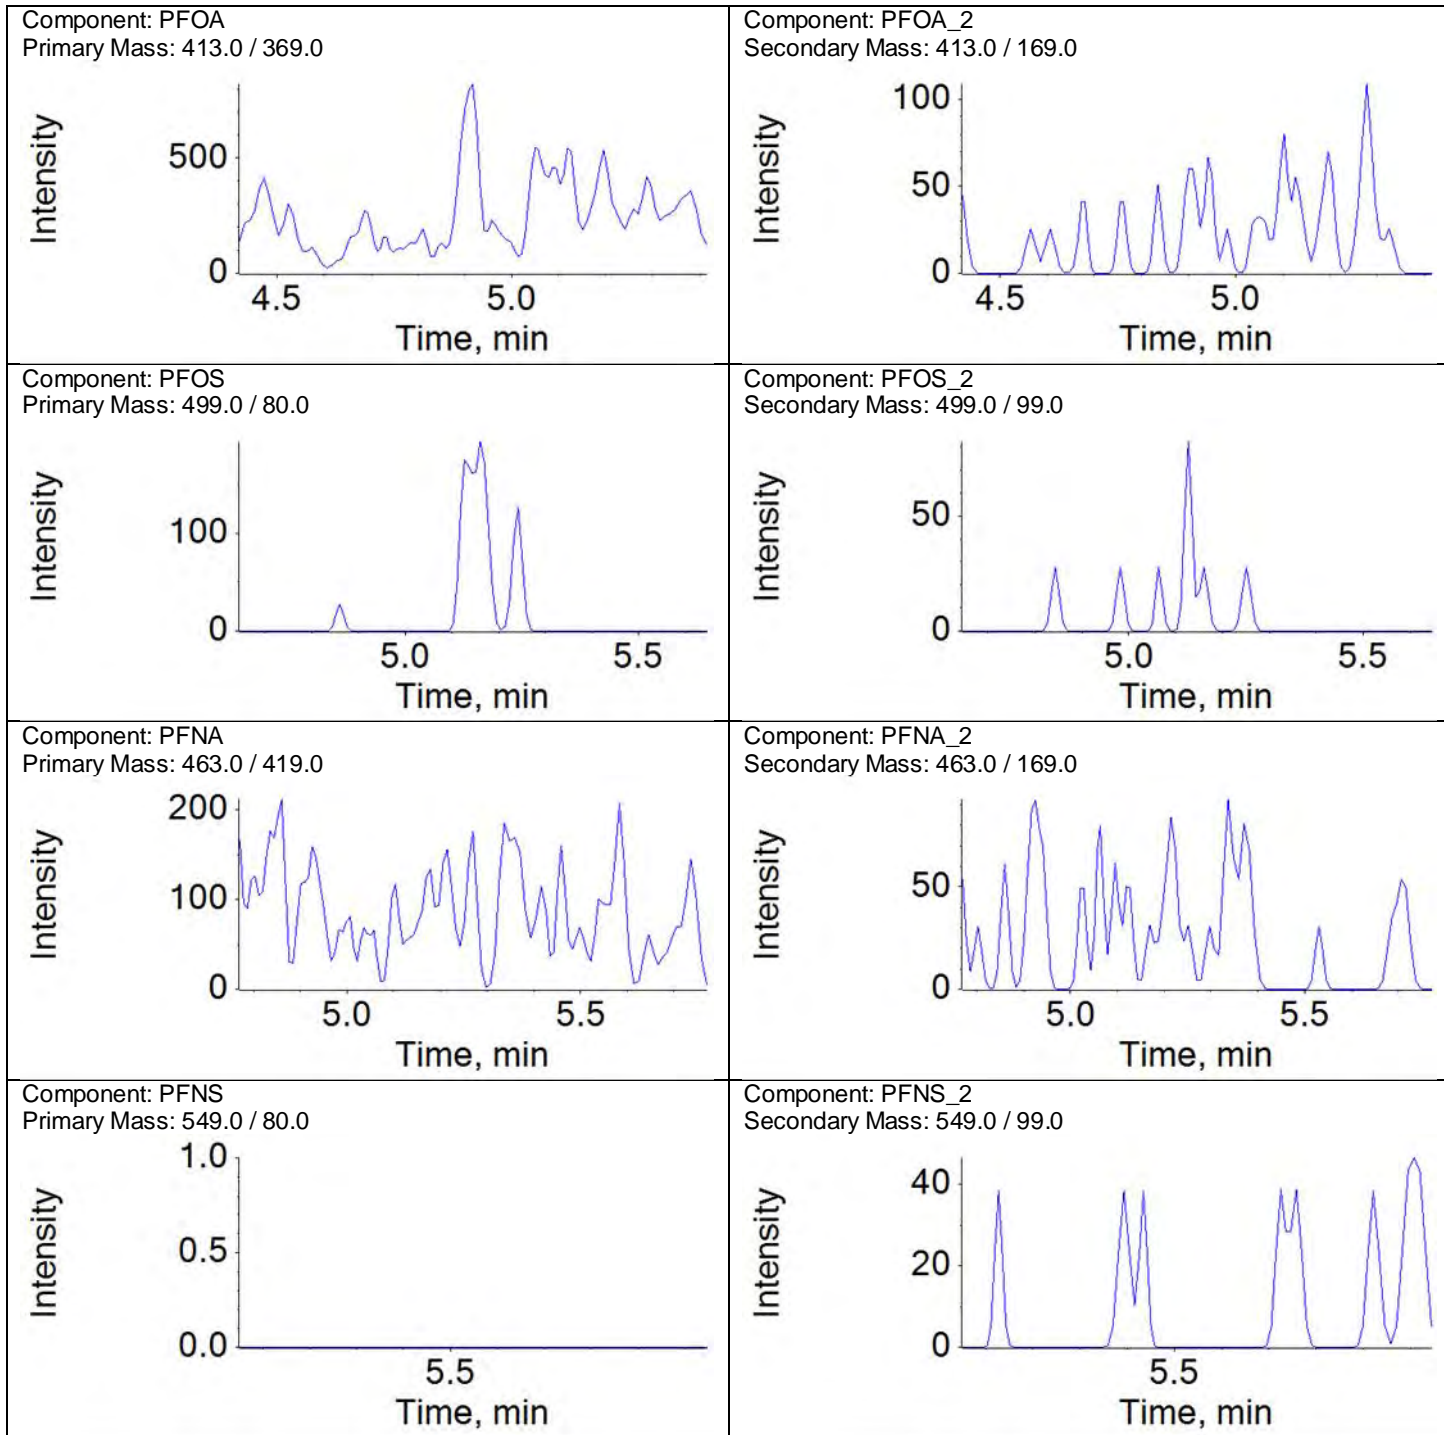 Component: PFOA
Primary Mass: 413.0 / 369.0
Intensity
500
0
4.5 5.0
Time, min
Component: PFOA_2
Secondary Mass: 413.0 / 169.0
Intensity
100
50
0
4.5 5.0
Time, min
Component: PFOS
Primary Mass: 499.0 / 80.0
Intensity
100
0
5.0 5.5
Time, min
Component: PFOS_2
Secondary Mass: 499.0 / 99.0
Intensity
50
0
5.0 5.5
Time, min
Component: PFNA
Primary Mass: 463.0 / 419.0
Intensity
200
100
0
5.0 5.5
Time, min
Component: PFNA_2
Secondary Mass: 463.0 / 169.0
Intensity
50
0
5.0 5.5
Time, min
Component: PFNS
Primary Mass: 549.0 / 80.0
Intensity
1.0
0.5
0.0
5.5
Time, min
Component: PFNS_2
Secondary Mass: 549.0 / 99.0
Intensity
40
20
0
5.5
Time, min